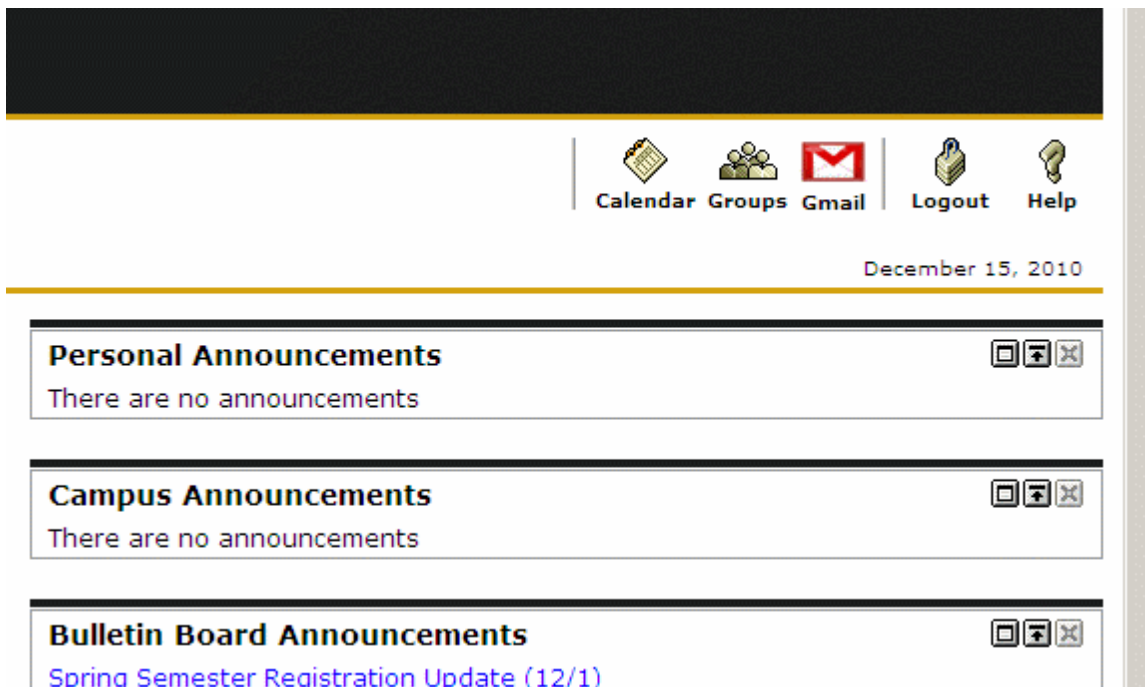 Calendar Groups Gmail Logout Help
December 15, 2010
Personal Announcements
There are no announcements
Campus Announcements
There are no announcements
Bulletin Board Announcements
Spring Semester Registration Update (12/1)